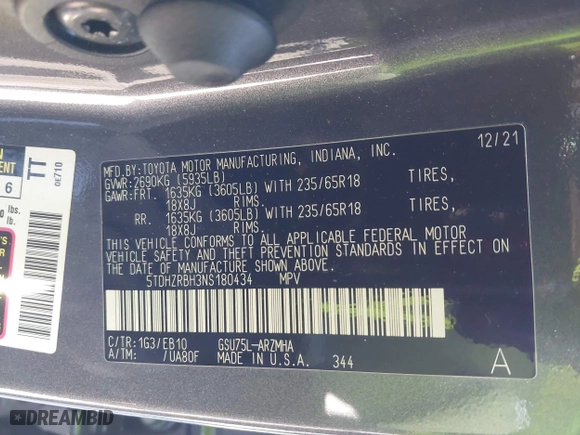 MFD.BY:TOYOTA MOTOR MANUFACTURING, INDIANA, INC. 12/21
GVWR:2690KG (5935LB)
GAWR:FRT. 1635KG (3605LB) WITH 235/65R18 TIRES,
18X8J RIMS.
RR. 1635KG (3605LB) WITH 235/65R18 TIRES,
18X8J RIMS.
THIS VEHICLE CONFORMS TO ALL APPLICABLE FEDERAL MOTOR
VEHICLE SAFETY AND THEFT PREVENTION STANDARDS IN EFFECT ON
THE DATE OF MANUFACTURE SHOWN ABOVE.
5TDHZRBH3NS180434 MPV
C/TR:1G3/EB10 GSU75L-ARZMHA
A/TM: /UA80F MADE IN U.S.A. 344 A
TT
0E710
6
lbs.
DREAMBID